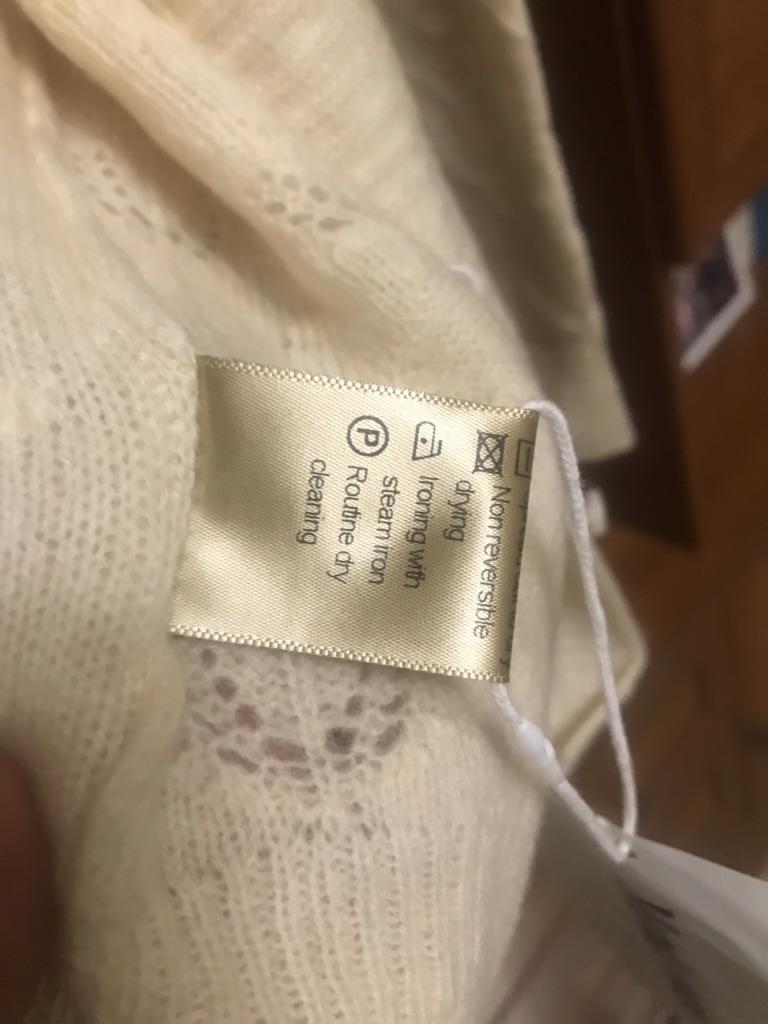 Non reversible
drying
Ironing with
steam iron
P
Routine dry
cleaning